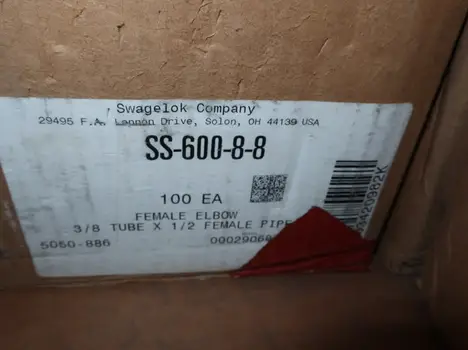 Swagelok Company
29495 F.A. Lennon Drive, Solon, OH 44139 USA
SS-600-8-8
100 EA
FEMALE ELBOW
3/8 TUBE X 1/2 FEMALE PIPE
5060-886